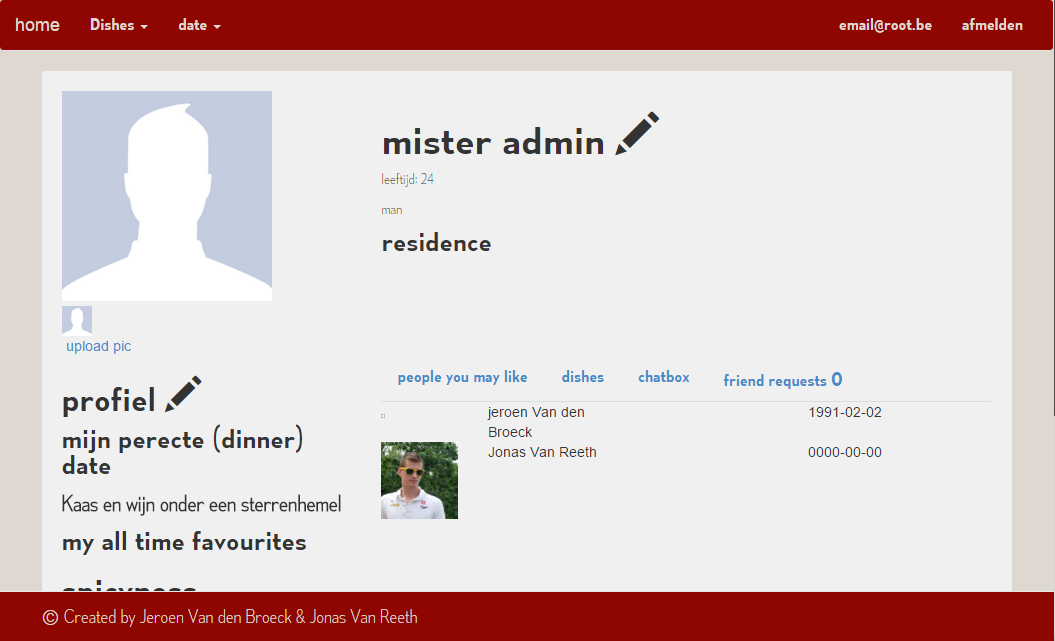 home Dishes date email@root.be afmelden
mister admin
leeftijd: 24
man
residence
upload pic
profiel
mijn perecte (dinner)
date
Kaas en wijn onder een sterrenhemel
my all time favourites
spicyness
people you may like dishes chatbox friend requests 0
jeroen Van den 1991-02-02
Broeck
Jonas Van Reeth 0000-00-00
© Created by Jeroen Van den Broeck & Jonas Van Reeth